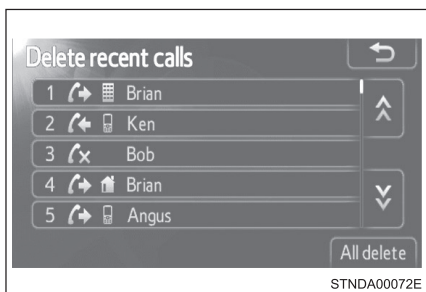 Delete recent calls
1 Brian
2 Ken
3 Bob
4 Brian
5 Angus
All delete
STNDA00072E